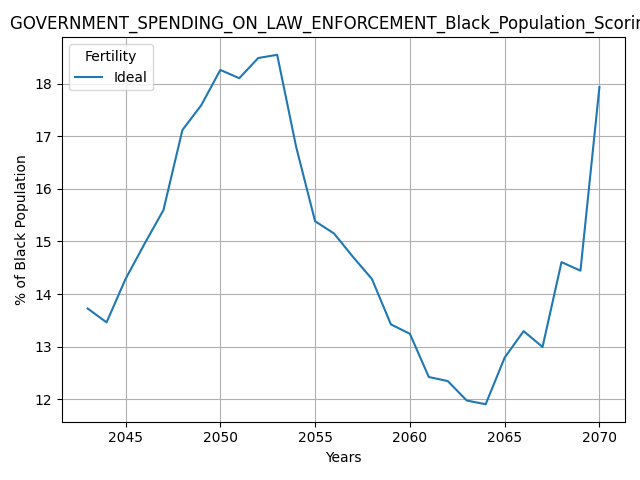 GOVERNMENT_SPENDING_ON_LAW_ENFORCEMENT_Black_Population_Scorin
Fertility
Ideal
% of Black Population
18
17
16
15
14
13
12
2045 2050 2055 2060 2065 2070
Years